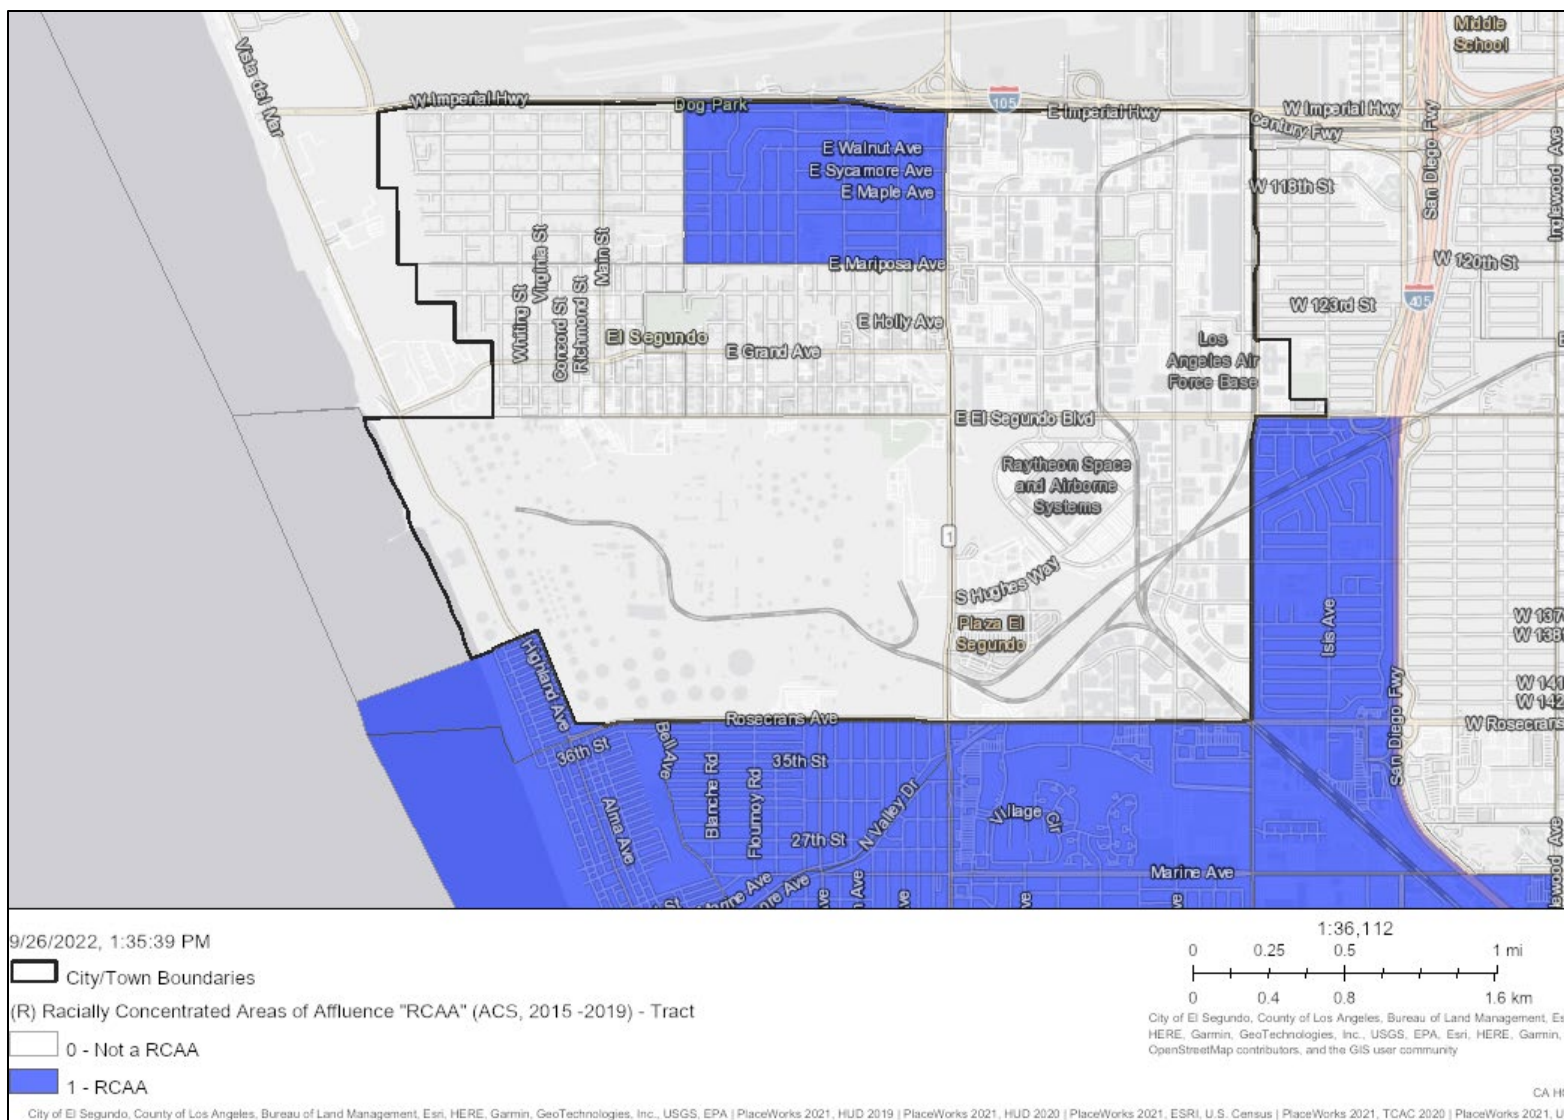 Middle
School
Vista del Mar
W Imperial Hwy
Dog Park
105
E Imperial Hwy
W Imperial Hwy
Century Fwy
San Diego Fwy
Inglewood Ave
E Walnut Ave
E Sycamore Ave
E Maple Ave
W 118th St
Whiting St
Virginia St
Concord St
Richmond St
Main St
E Mariposa Ave
W 120th St
405
W 123rd St
E Holly Ave
El Segundo
E Grand Ave
Los
Angeles Air
Force Base
E El Segundo Blvd
Raytheon Space
and Airborne
Systems
1
S Hughes Way
Plaza El
Segundo
Isis Ave
W 137
W 138
W 141
W 142
Highland Ave
Rosecrans Ave
W Rosecrans
San Diego Fwy
36th St
Bell Ave
Blanche Rd
Flournoy Rd
35th St
27th St
N Valley Dr
Village Cir
Alma Ave
Marine Ave
Marine Ave
9/26/2022, 1:35:39 PM
City/Town Boundaries
(R) Racially Concentrated Areas of Affluence "RCAA" (ACS, 2015 -2019) - Tract
0 - Not a RCAA
1 - RCAA
1:36,112
0 0.25 0.5 1 mi
0 0.4 0.8 1.6 km
City of El Segundo, County of Los Angeles, Bureau of Land Management, Es
HERE, Garmin, GeoTechnologies, Inc., USGS, EPA, Esri, HERE, Garmin,
OpenStreetMap contributors, and the GIS user community
CA H
City of El Segundo, County of Los Angeles, Bureau of Land Management, Esri, HERE, Garmin, GeoTechnologies, Inc., USGS, EPA | PlaceWorks 2021, HUD 2019 | PlaceWorks 2021, HUD 2020 | PlaceWorks 2021, ESRI, U.S. Census | PlaceWorks 2021, TCAC 2020 | PlaceWorks 2021, U